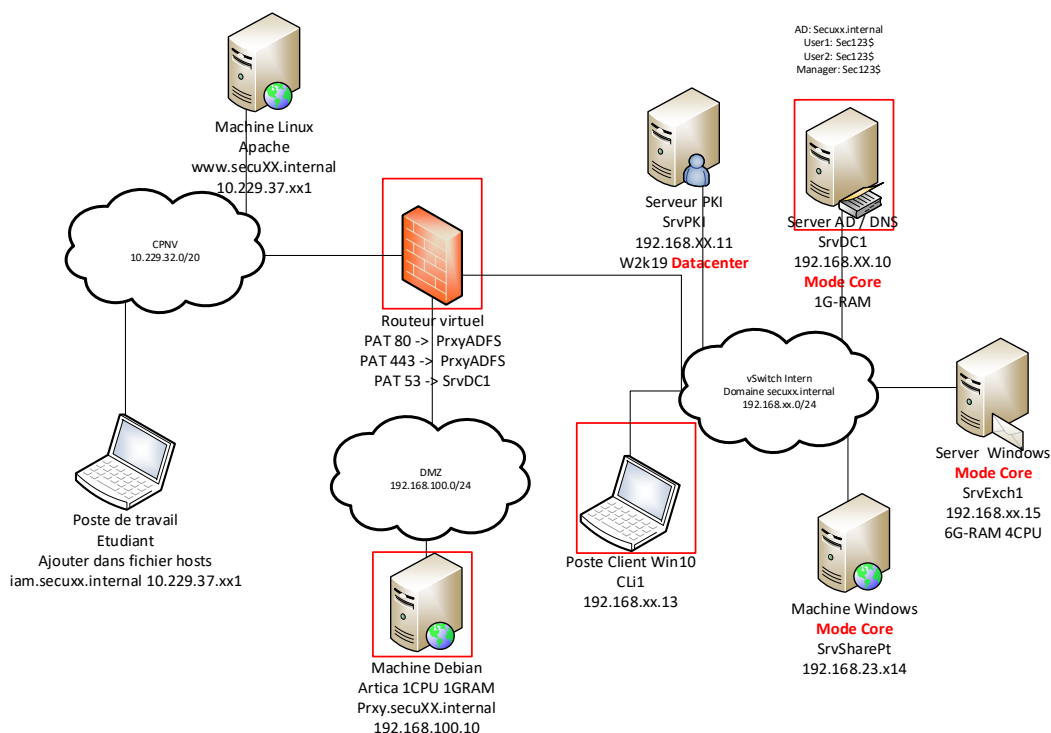 AD: Secuxx.internal
User1: Sec123$
User2: Sec123$
Manager: Sec123$
Machine Linux
Apache
www.secuXX.internal
10.229.37.xx1
CPNV
10.229.32.0/20
Routeur virtuel
PAT 80 -> PrxyADFS
PAT 443 -> PrxyADFS
PAT 53 -> SrvDC1
Serveur PKI
SrvPKI
192.168.XX.11
W2k19 Datacenter
Server AD / DNS
SrvDC1
192.168.XX.10
Mode Core
1G-RAM
vSwitch Intern
Domaine secuxx.internal
192.168.xx.0/24
Server Windows
Mode Core
SrvExch1
192.168.xx.15
6G-RAM 4CPU
Poste de travail
Etudiant
Ajouter dans fichier hosts
iam.secuxx.internal 10.229.37.xx1
DMZ
192.168.100.0/24
Poste Client Win10
CLi1
192.168.xx.13
Machine Windows
Mode Core
SrvSharePt
192.168.23.x14
Machine Debian
Artica 1CPU 1GRAM
Prxy.secuXX.internal
192.168.100.10